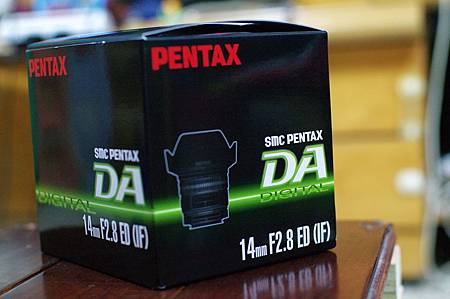 PENTAX
smc PENTAX
DA
DIGITAL
14mm F2.8 ED (IF)
PENTAX
smc PENTAX
DA
DIGITAL
14mm F2.8 ED (IF)